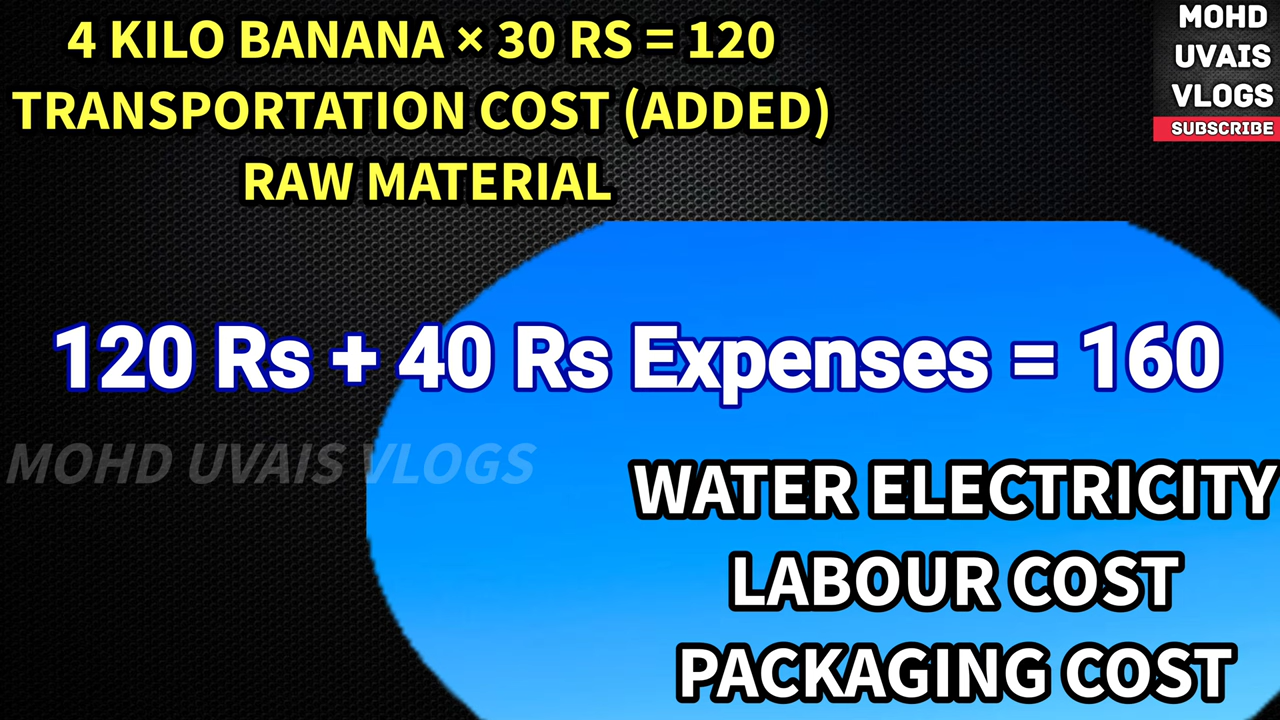 4 KILO BANANA × 30 RS = 120
TRANSPORTATION COST (ADDED)
RAW MATERIAL
MOHD
UVAIS
VLOGS
SUBSCRIBE
120 Rs + 40 Rs Expenses = 160
MOHD UVAIS VLOGS
WATER ELECTRICITY
LABOUR COST
PACKAGING COST